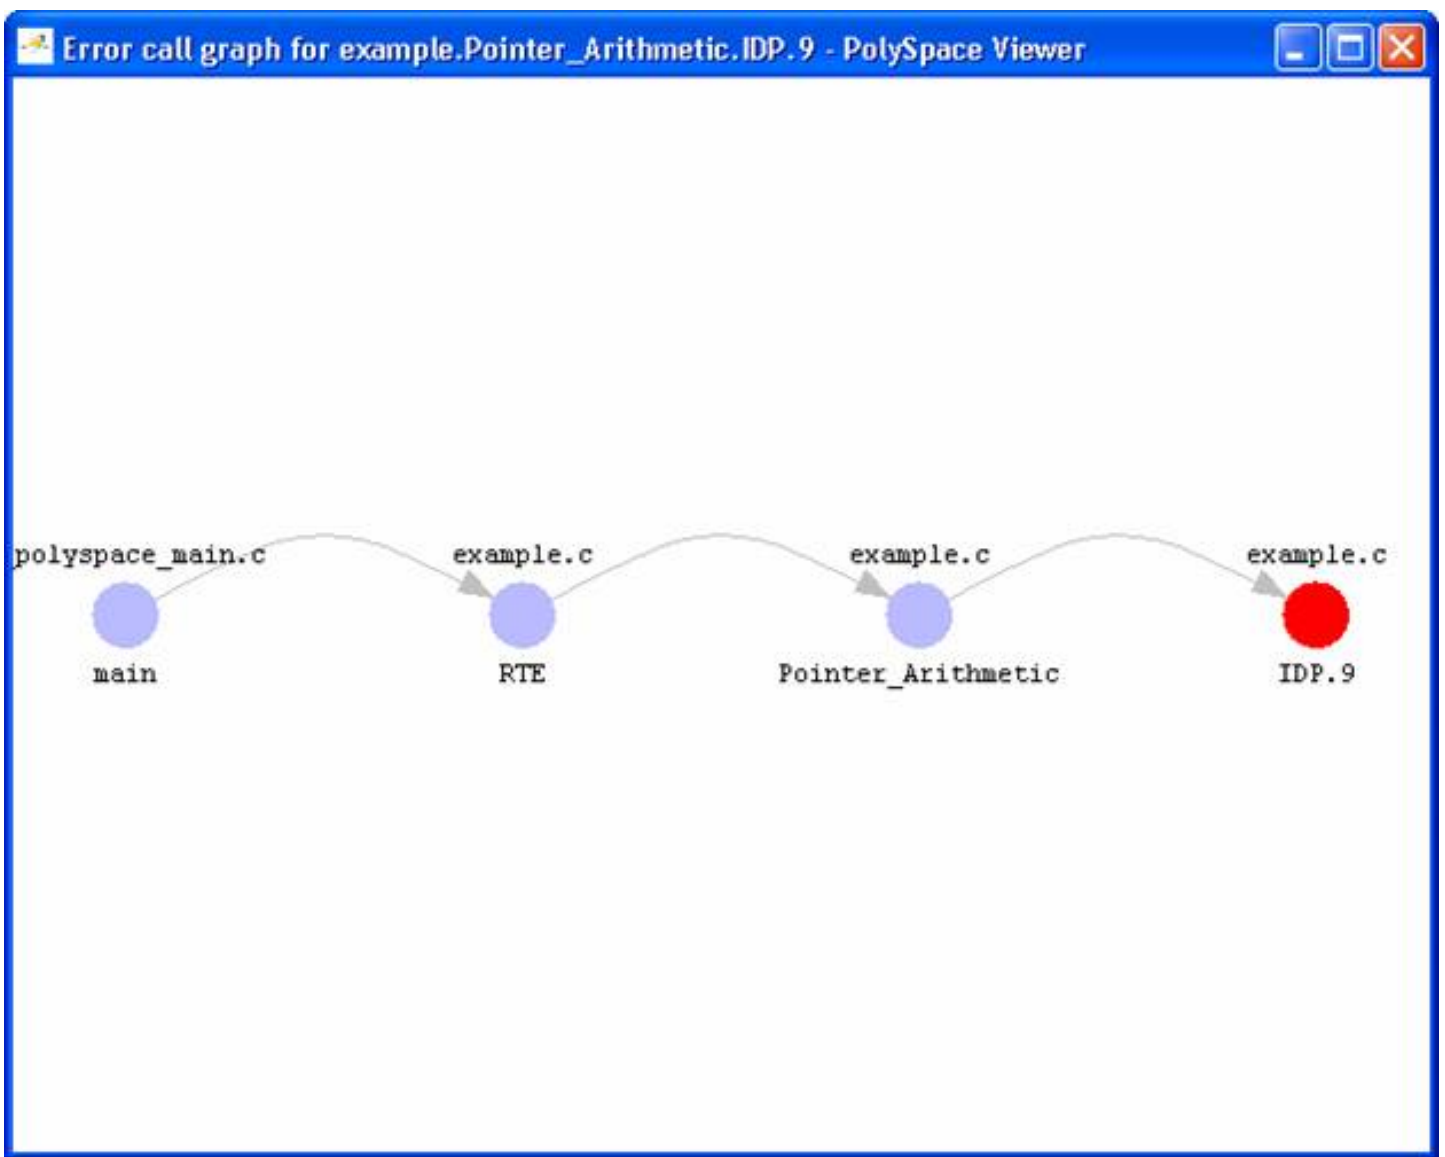 Error call graph for example.Pointer_Arithmetic.IDP.9 - PolySpace Viewer
polyspace_main.c example.c example.c example.c
main RTE Pointer_Arithmetic IDP.9